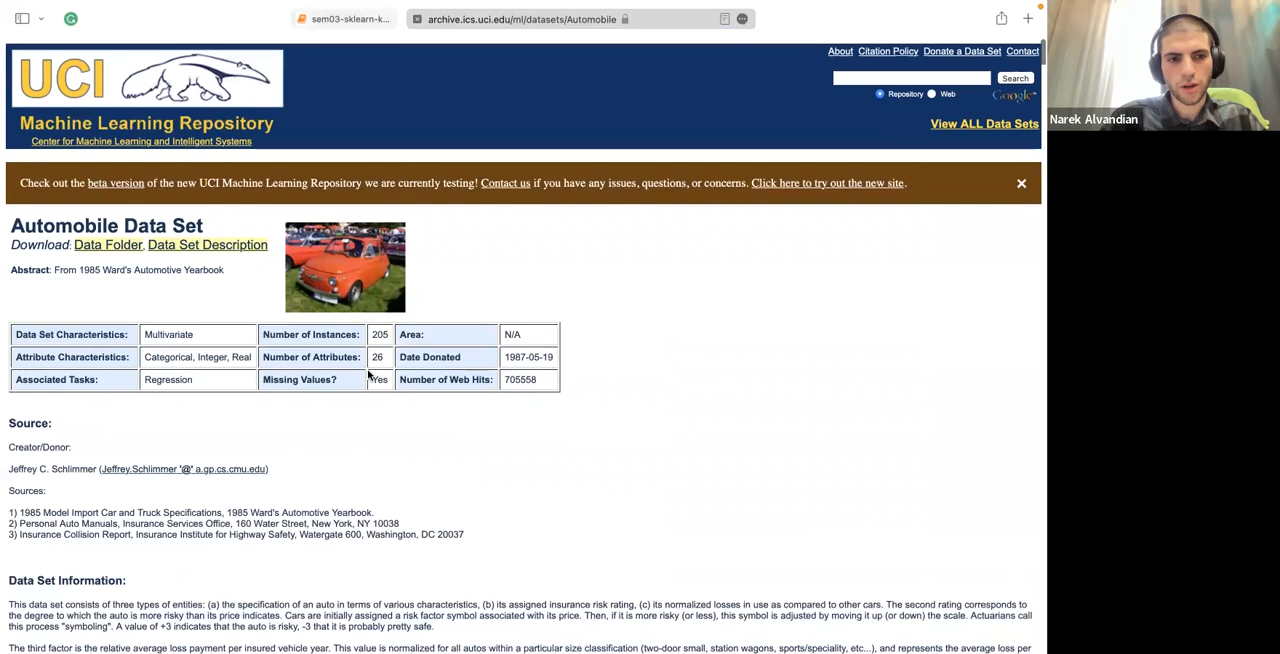 sem03-sklearn-k...
archive.ics.uci.edu/ml/datasets/Automobile
About Citation Policy Donate a Data Set Contact
Search
Repository Web Google™
View ALL Data Sets
UCI
Machine Learning Repository
Center for Machine Learning and Intelligent Systems
Narek Alvandian
Check out the beta version of the new UCI Machine Learning Repository we are currently testing! Contact us if you have any issues, questions, or concerns. Click here to try out the new site.
Automobile Data Set
Download: Data Folder, Data Set Description
Abstract: From 1985 Ward's Automotive Yearbook
Data Set Characteristics: Multivariate Number of Instances: 205 Area: N/A
Attribute Characteristics: Categorical, Integer, Real Number of Attributes: 26 Date Donated 1987-05-19
Associated Tasks: Regression Missing Values? Yes Number of Web Hits: 705558
Source:
Creator/Donor:
Jeffrey C. Schlimmer (Jeffrey.Schlimmer '@' a.gp.cs.cmu.edu)
Sources:
1) 1985 Model Import Car and Truck Specifications, 1985 Ward's Automotive Yearbook.
2) Personal Auto Manuals, Insurance Services Office, 160 Water Street, New York, NY 10038
3) Insurance Collision Report, Insurance Institute for Highway Safety, Watergate 600, Washington, DC 20037
Data Set Information:
This data set consists of three types of entities: (a) the specification of an auto in terms of various characteristics, (b) its assigned insurance risk rating, (c) its normalized losses in use as compared to other cars. The second rating corresponds to
the degree to which the auto is more risky than its price indicates. Cars are initially assigned a risk factor symbol associated with its price. Then, if it is more risky (or less), this symbol is adjusted by moving it up (or down) the scale. Actuarians call
this process "symboling". A value of +3 indicates that the auto is risky, -3 that it is probably pretty safe.
The third factor is the relative average loss payment per insured vehicle year. This value is normalized for all autos within a particular size classification (two-door small, station wagons, sports/speciality, etc...), and represents the average loss per